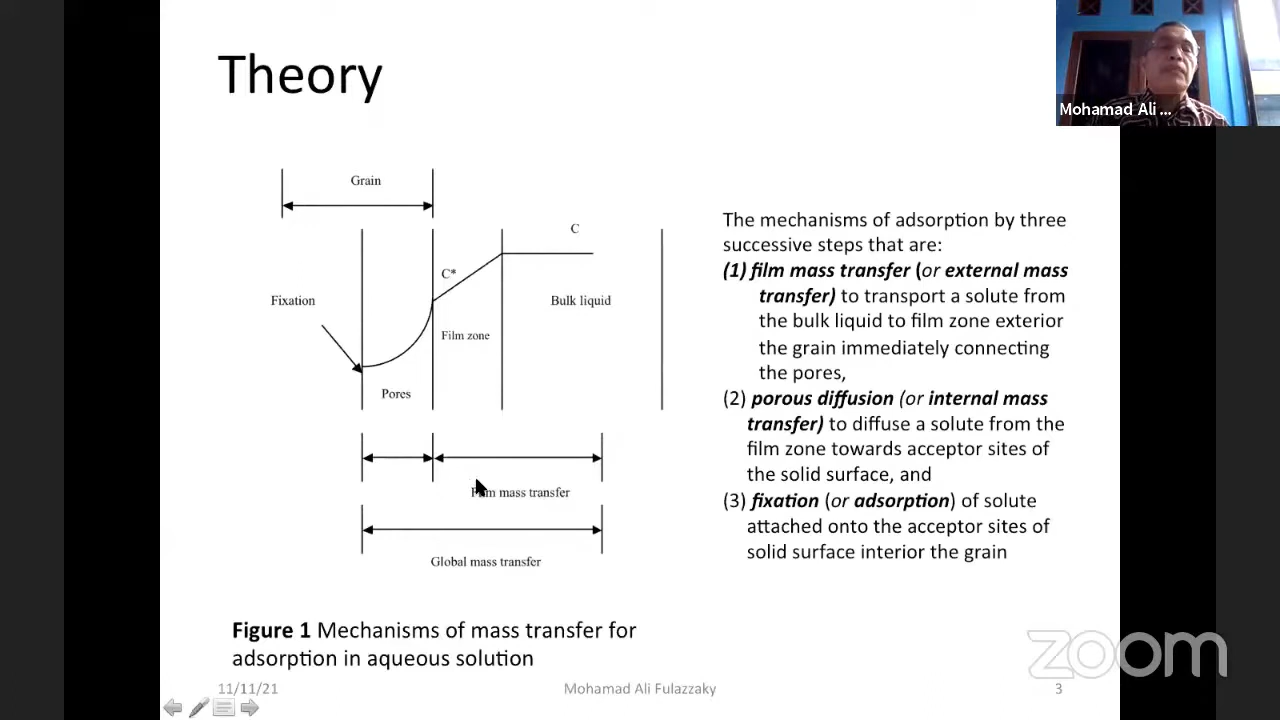 Theory
Mohamad Ali ...
Grain
C
C*
Fixation
Bulk liquid
Film zone
Pores
mass transfer
Global mass transfer
Figure 1 Mechanisms of mass transfer for
adsorption in aqueous solution
The mechanisms of adsorption by three
successive steps that are:
(1) film mass transfer (or external mass
transfer) to transport a solute from
the bulk liquid to film zone exterior
the grain immediately connecting
the pores,
(2) porous diffusion (or internal mass
transfer) to diffuse a solute from the
film zone towards acceptor sites of
the solid surface, and
(3) fixation (or adsorption) of solute
attached onto the acceptor sites of
solid surface interior the grain
zoom
11/11/21
Mohamad Ali Fulazzaky
3